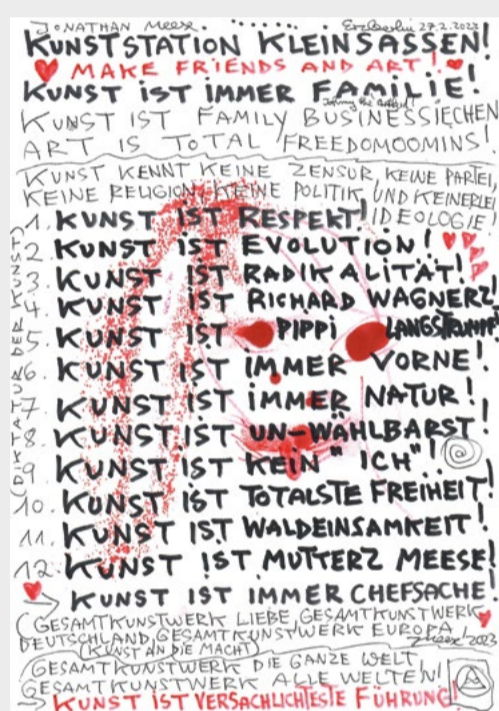 JONATHAN MEESE. 27.2.2023
KUNSTSTATION KLEINSASSEN!
MAKE FRIENDS AND ART!
KUNST IST IMMER FAMILIE!
KUNST IST FAMILY BUSINESSIECHEN
ART IS TOTAL FREEDOMOOMINS!
KUNST KENNT KEINE ZENSUR, KEINE PARTEI,
KEINE RELIGION, KEINE POLITIK, UND KEINERLEI
IDEOLOGIE!
1. KUNST IST RESPEKT!
2 KUNST IST EVOLUTION!
3. KUNST IST RADIKALITÄT!
4. KUNST IST RICHARD WAGNERZ!
5. KUNST IST PIPPI LANGSTRUMPF!
6. KUNST IST IMMER VORNE!
7 KUNST IST IMMER NATUR!
8. KUNST IST UN-WÄHLBARST!
9 KUNST IST KEIN "ICH"!
10. KUNST IST TOTALSTE FREIHEIT!
11. KUNST IST WALDEINSAMKEIT!
12. KUNST IST MUTTERZ MEESE!
KUNST IST IMMER CHEFSACHE!
(DIKTATUR DER KUNST)
(GESAMTKUNSTWERK LIEBE, GESAMTKUNSTWERK
DEUTSCHLAND, GESAMTKUNSTWERK EUROPA,
(KUNST AN DIE MACHT) Meese 2023
GESAMTKUNSTWERK DIE GANZE WELT,
GESAMTKUNSTWERK ALLE WELTEN!
KUNST IST VERSACHLICHTESTE FÜHRUNG!